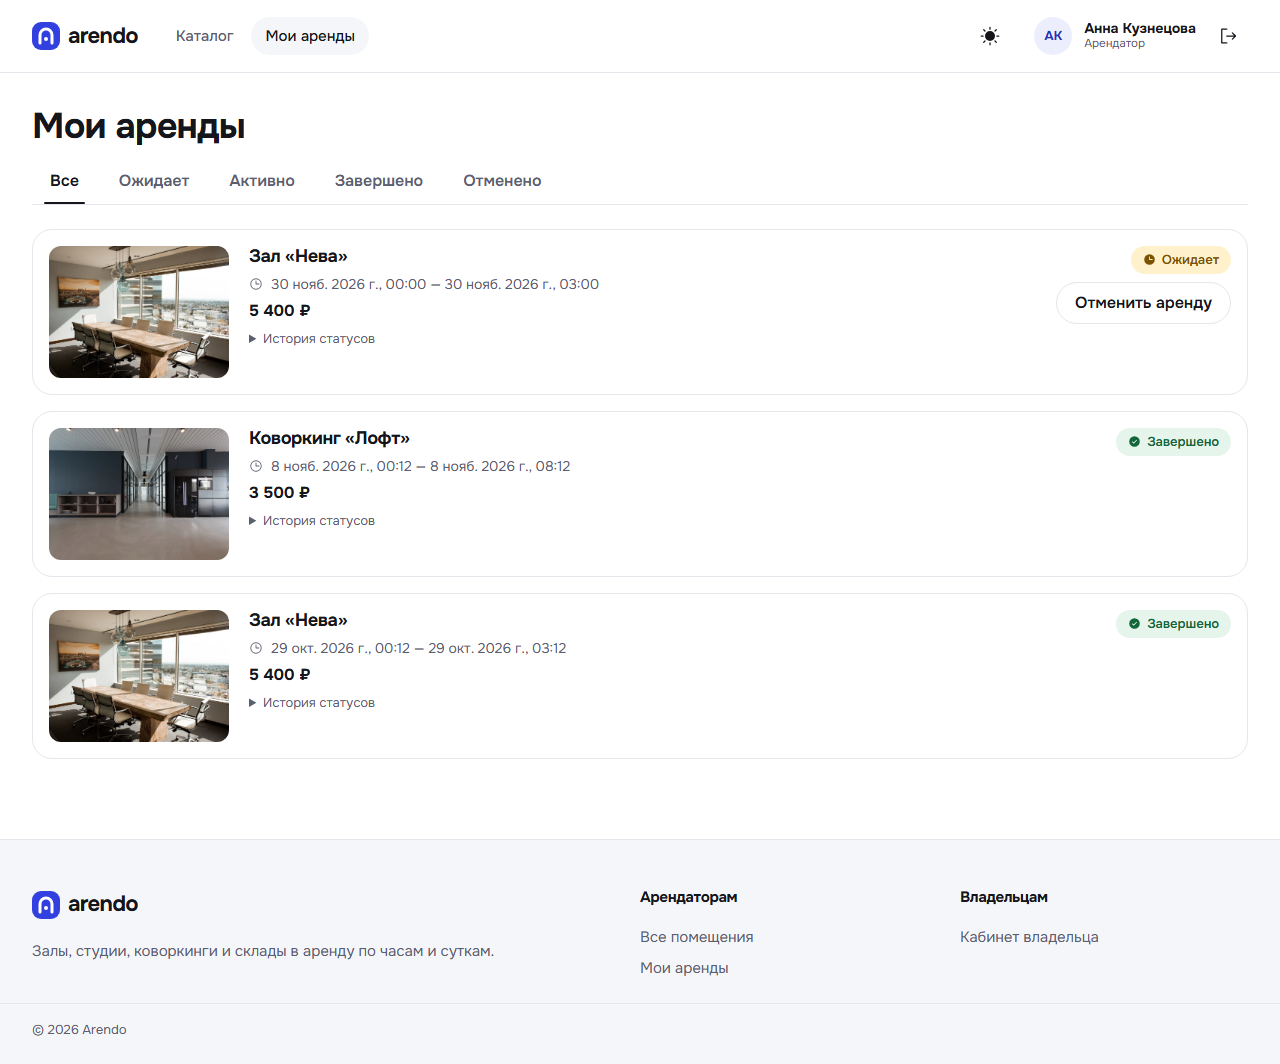 arendo
Каталог
Мои аренды
АК
Анна Кузнецова
Арендатор
Мои аренды
Все
Ожидает
Активно
Завершено
Отменено
Зал «Нева»
30 нояб. 2026 г., 00:00 — 30 нояб. 2026 г., 03:00
5 400 ₽
История статусов
Ожидает
Отменить аренду
Коворкинг «Лофт»
8 нояб. 2026 г., 00:12 — 8 нояб. 2026 г., 08:12
3 500 ₽
История статусов
Завершено
Зал «Нева»
29 окт. 2026 г., 00:12 — 29 окт. 2026 г., 03:12
5 400 ₽
История статусов
Завершено
arendo
Залы, студии, коворкинги и склады в аренду по часам и суткам.
Арендаторам
Все помещения
Мои аренды
Владельцам
Кабинет владельца
© 2026 Arendo